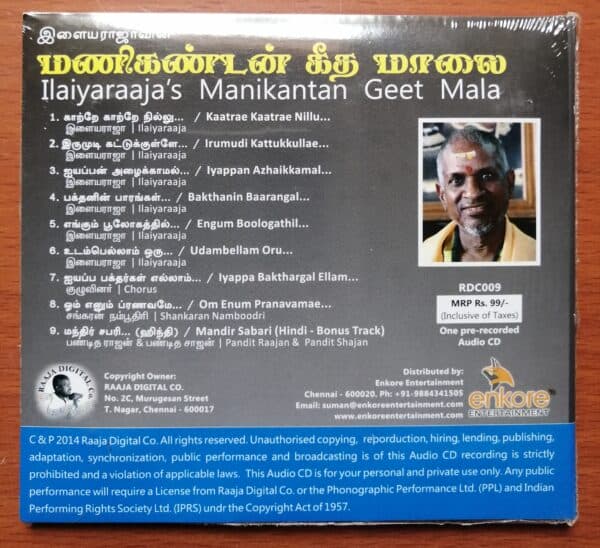 இளையராஜாவின்
மணிகண்டன் கீத மாலை
Ilaiyaraaja's Manikantan Geet Mala
1. காற்றே காற்றே நில்லு... / Kaatrae Kaatrae Nillu...
இளையராஜா | Ilaiyaraaja
2. இருமுடி கட்டுக்குள்ளே... / Irumudi Kattukkullae...
இளையராஜா | Ilaiyaraaja
3. ஐயப்பன் அழைக்காமல்... / Iyappan Azhaikkamal...
இளையராஜா | Ilaiyaraaja
4. பக்தனின் பாரங்கள்... / Bakthanin Baarangal...
இளையராஜா | Ilaiyaraaja
5. எங்கும் பூலோகத்தில்... / Engum Boologathil...
இளையராஜா | Ilaiyaraaja
6. உடம்பெல்லாம் ஒரு... / Udambellam Oru...
இளையராஜா | Ilaiyaraaja
7. ஐயப்ப பக்தர்கள் எல்லாம்... / Iyappa Bakthargal Ellam...
குழுவினர் | Chorus
8. ஓம் எனும் ப்ரணவமே... / Om Enum Pranavamae...
சங்கரன் நம்பூதிரி | Shankaran Namboodri
9. மந்திர் சபரி... (ஹிந்தி) / Mandir Sabari (Hindi - Bonus Track)
பண்டித ராஜன் & பண்டித சாஜன் | Pandit Raajan & Pandit Shajan
RDC009
MRP Rs. 99/-
(Inclusive of Taxes)
One pre-recorded
Audio CD
RAAJA DIGITAL Co
Copyright Owner:
RAAJA DIGITAL CO.
No. 2C, Murugesan Street
T. Nagar, Chennai - 600017
Distributed by:
Enkore Entertainment
Chennai - 600020. Ph: +91-9884341505
Email: suman@enkoreentertainment.com
www.enkoreentertainment.com
enkore
ENTERTAINMENT
C & P 2014 Raaja Digital Co. All rights reserved. Unauthorised copying, reporduction, hiring, lending, publishing,
adaptation, synchronization, public performance and broadcasting is of this Audio CD recording is strictly
prohibited and a violation of applicable laws. This Audio CD is for your personal and private use only. Any public
performance will require a License from Raaja Digital Co. or the Phonographic Performance Ltd. (PPL) and Indian
Performing Rights Society Ltd. (IPRS) undr the Copyright Act of 1957.